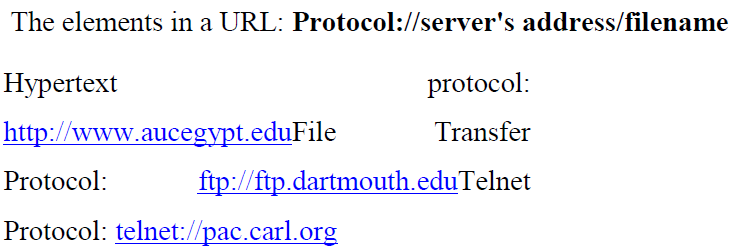 The elements in a URL: Protocol://server's address/filename
Hypertext protocol:
http://www.aucegypt.eduFile Transfer
Protocol: ftp://ftp.dartmouth.eduTelnet
Protocol: telnet://pac.carl.org